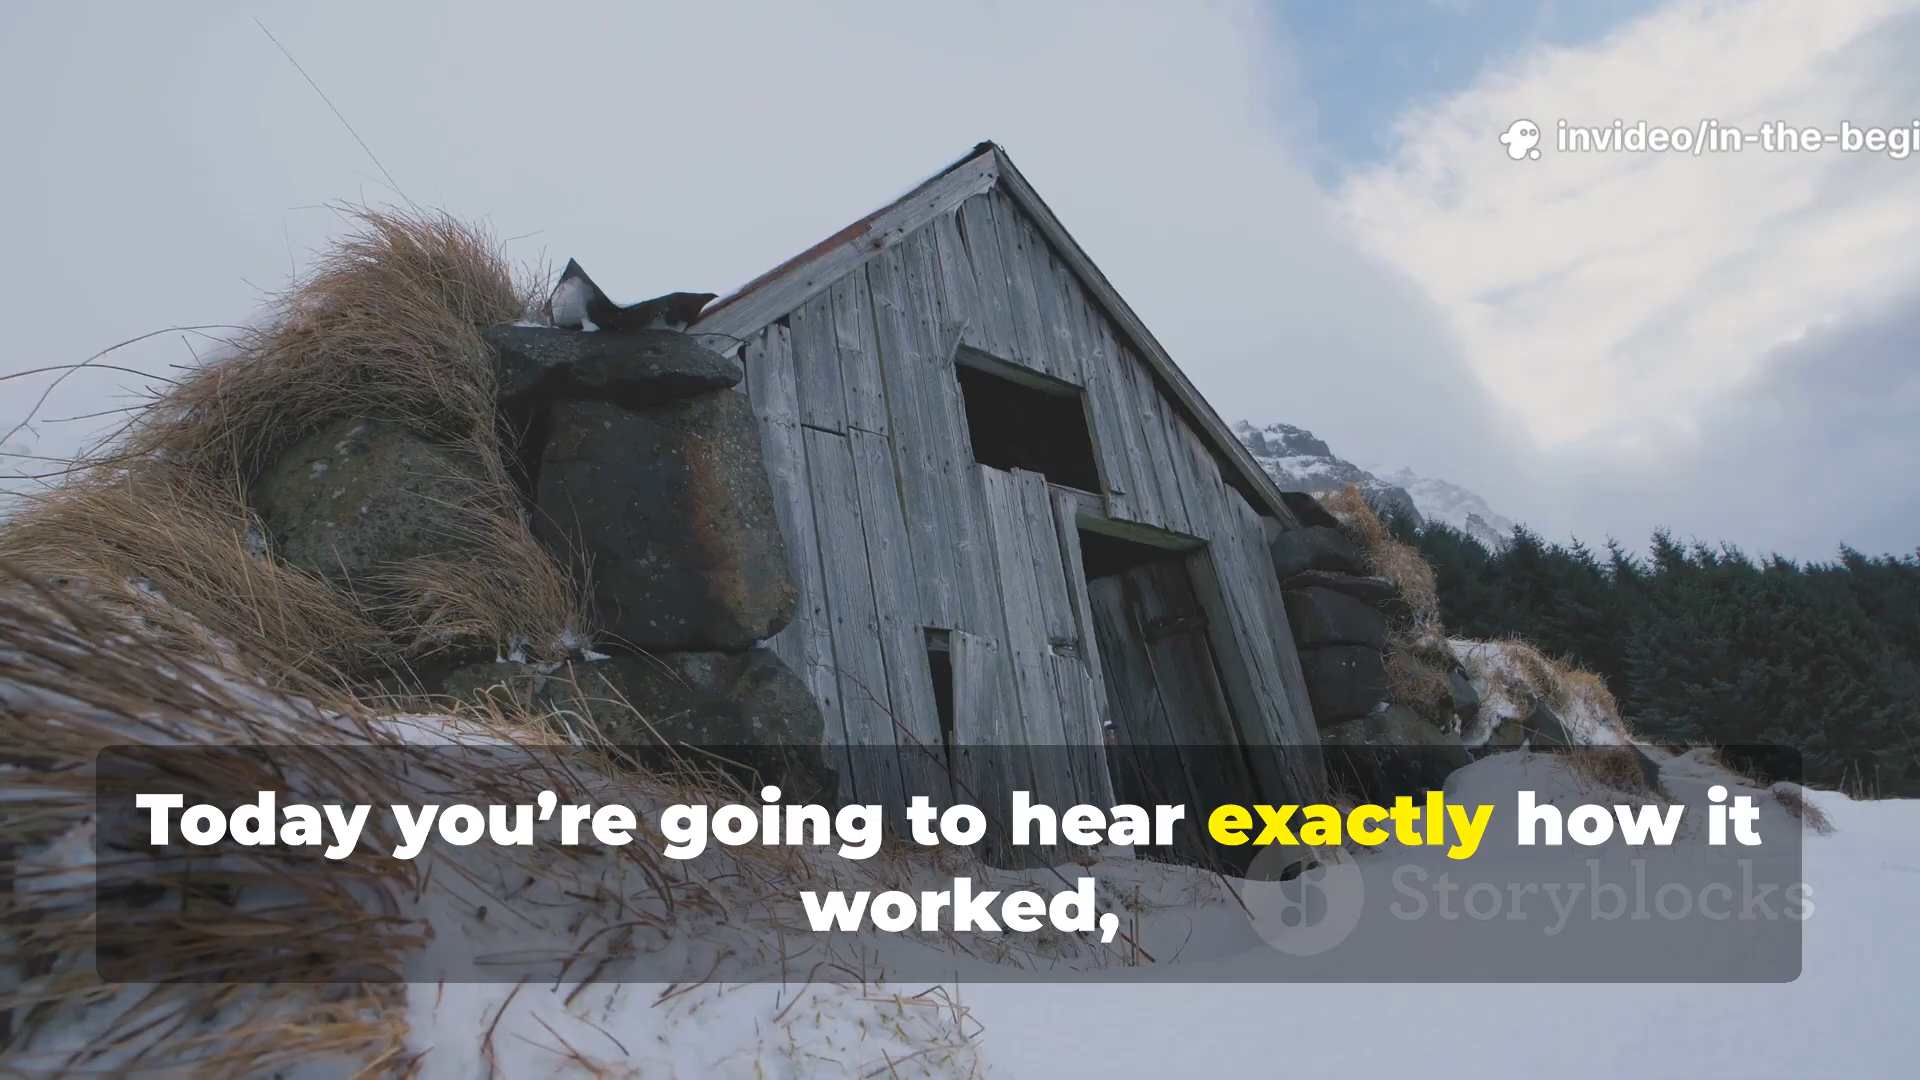 invideo/in-the-begi
Today you're going to hear exactly how it
worked,
Storyblocks